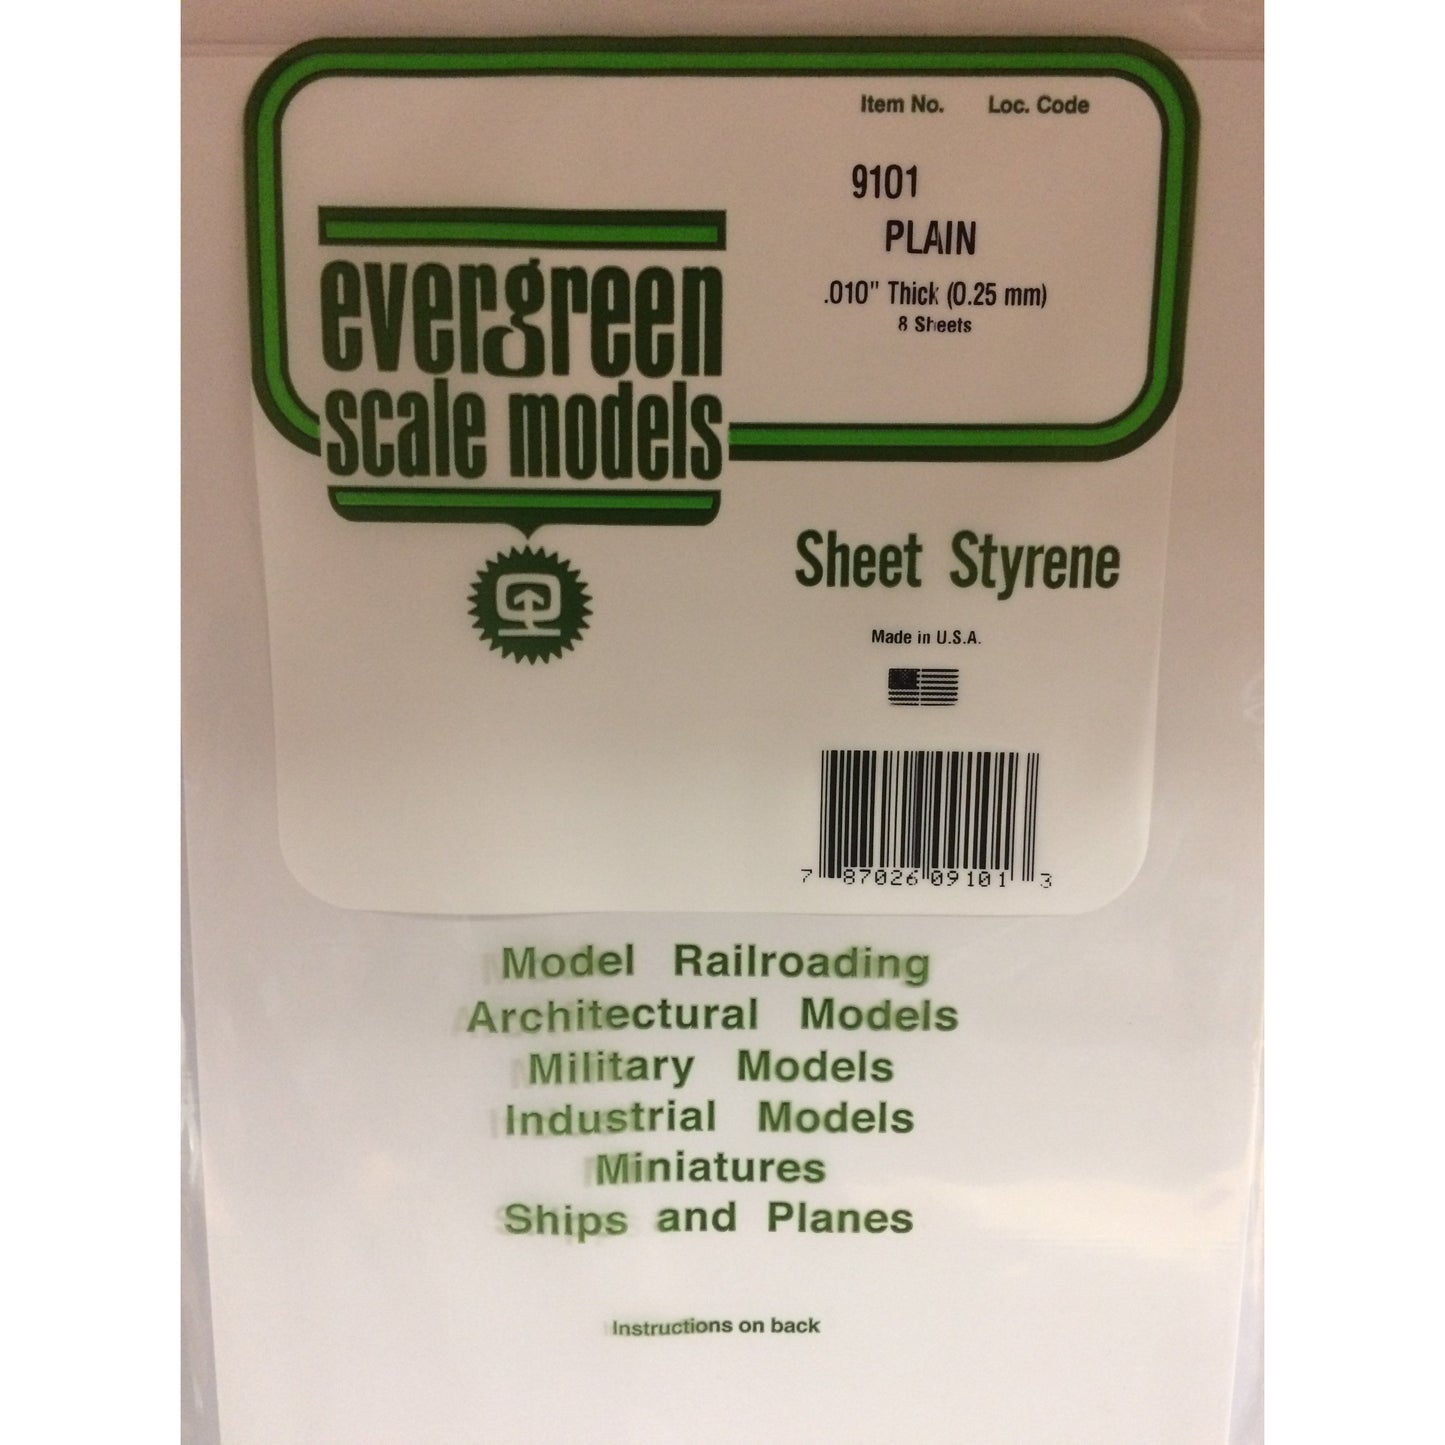 Item No. Loc. Code
9101
PLAIN
.010" Thick (0.25 mm)
8 Sheets
evergreen
scale models
Sheet Styrene
Made in U.S.A.
7 87026 09101 3
Model Railroading
Architectural Models
Military Models
Industrial Models
Miniatures
Ships and Planes
Instructions on back